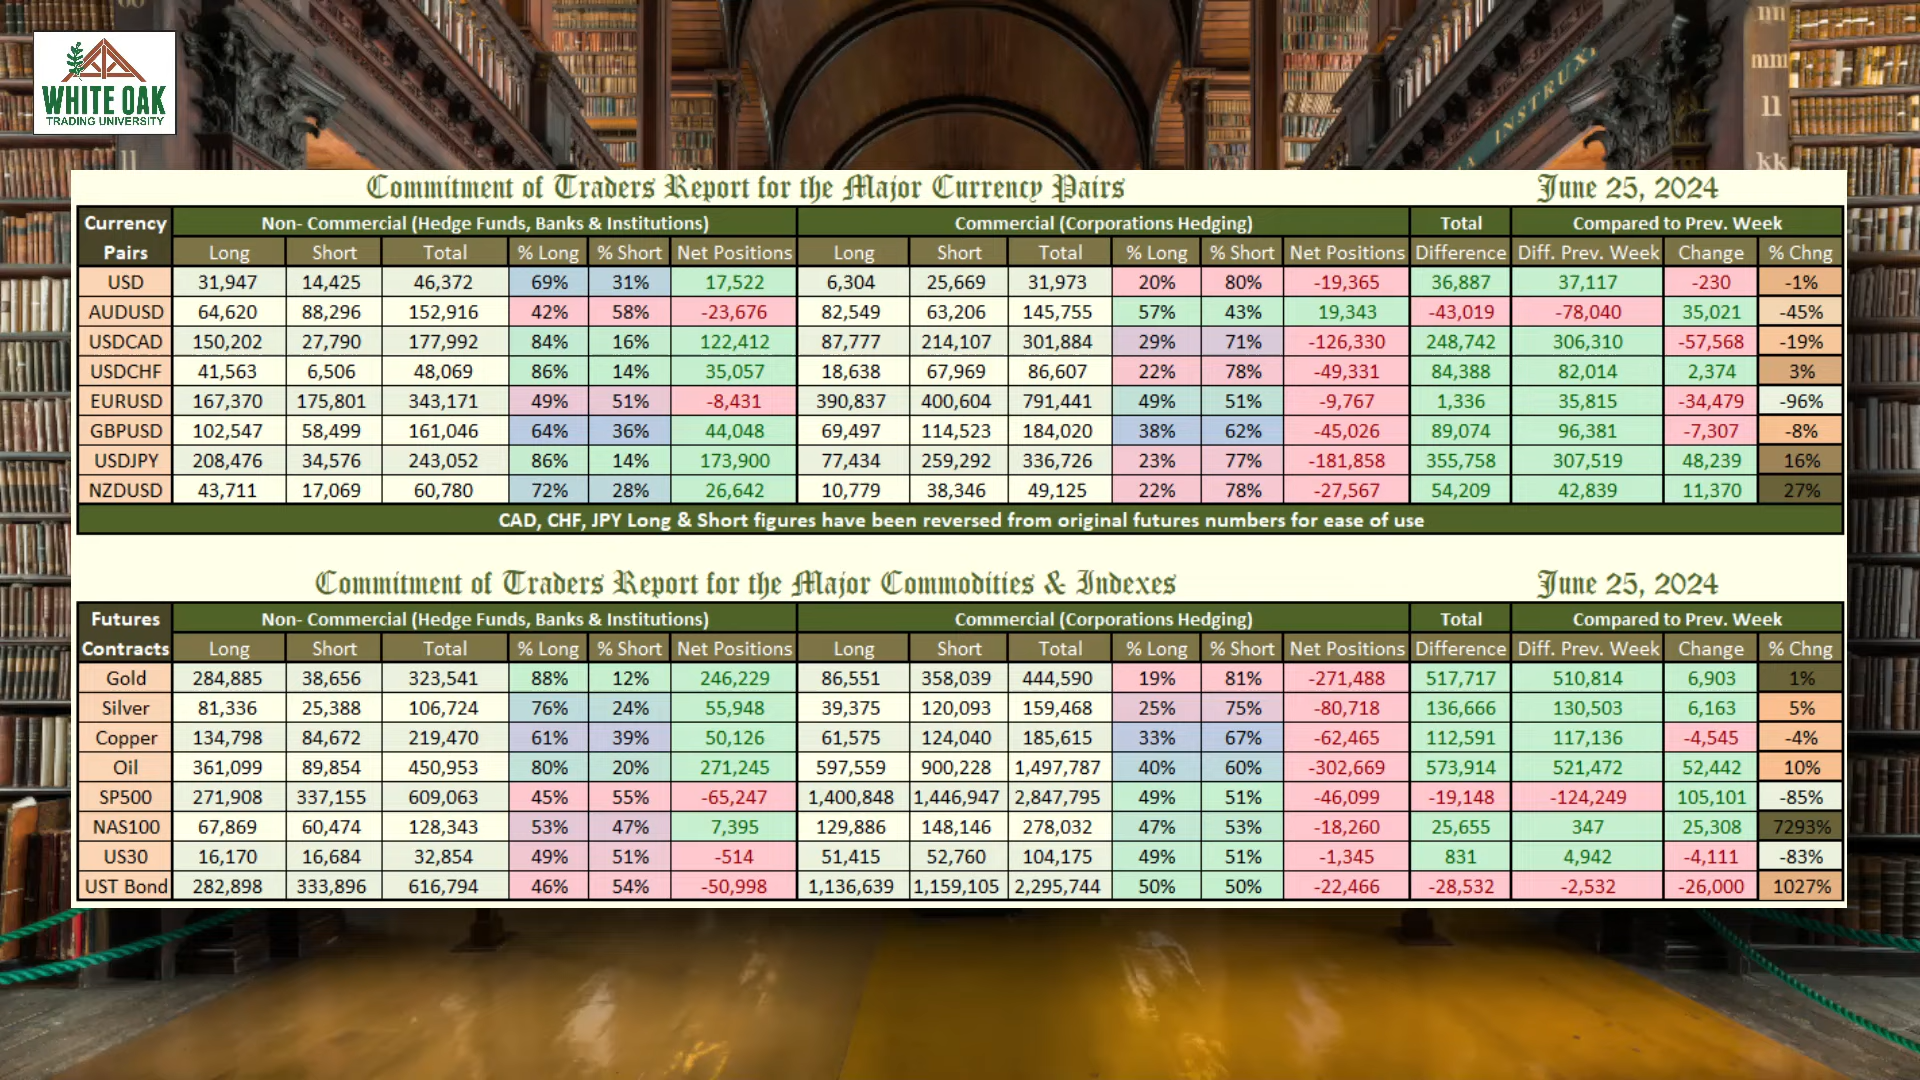 WHITE OAK
TRADING UNIVERSITY
INSTRUX
nn
mm
ll
kk
ll
Commitment of Traders Report for the Major Currency Pairs June 25, 2024
Currency Non- Commercial (Hedge Funds, Banks & Institutions) Commercial (Corporations Hedging) Total Compared to Prev. Week
Pairs Long Short Total % Long % Short Net Positions Long Short Total % Long % Short Net Positions Difference Diff. Prev. Week Change % Chng
USD 31,947 14,425 46,372 69% 31% 17,522 6,304 25,669 31,973 20% 80% -19,365 36,887 37,117 -230 -1%
AUDUSD 64,620 88,296 152,916 42% 58% -23,676 82,549 63,206 145,755 57% 43% 19,343 -43,019 -78,040 35,021 -45%
USDCAD 150,202 27,790 177,992 84% 16% 122,412 87,777 214,107 301,884 29% 71% -126,330 248,742 306,310 -57,568 -19%
USDCHF 41,563 6,506 48,069 86% 14% 35,057 18,638 67,969 86,607 22% 78% -49,331 84,388 82,014 2,374 3%
EURUSD 167,370 175,801 343,171 49% 51% -8,431 390,837 400,604 791,441 49% 51% -9,767 1,336 35,815 -34,479 -96%
GBPUSD 102,547 58,499 161,046 64% 36% 44,048 69,497 114,523 184,020 38% 62% -45,026 89,074 96,381 -7,307 -8%
USDJPY 208,476 34,576 243,052 86% 14% 173,900 77,434 259,292 336,726 23% 77% -181,858 355,758 307,519 48,239 16%
NZDUSD 43,711 17,069 60,780 72% 28% 26,642 10,779 38,346 49,125 22% 78% -27,567 54,209 42,839 11,370 27%
CAD, CHF, JPY Long & Short figures have been reversed from original futures numbers for ease of use
Commitment of Traders Report for the Major Commodities & Indexes June 25, 2024
Futures Non- Commercial (Hedge Funds, Banks & Institutions) Commercial (Corporations Hedging) Total Compared to Prev. Week
Contracts Long Short Total % Long % Short Net Positions Long Short Total % Long % Short Net Positions Difference Diff. Prev. Week Change % Chng
Gold 284,885 38,656 323,541 88% 12% 246,229 86,551 358,039 444,590 19% 81% -271,488 517,717 510,814 6,903 1%
Silver 81,336 25,388 106,724 76% 24% 55,948 39,375 120,093 159,468 25% 75% -80,718 136,666 130,503 6,163 5%
Copper 134,798 84,672 219,470 61% 39% 50,126 61,575 124,040 185,615 33% 67% -62,465 112,591 117,136 -4,545 -4%
Oil 361,099 89,854 450,953 80% 20% 271,245 597,559 900,228 1,497,787 40% 60% -302,669 573,914 521,472 52,442 10%
SP500 271,908 337,155 609,063 45% 55% -65,247 1,400,848 1,446,947 2,847,795 49% 51% -46,099 -19,148 -124,249 105,101 -85%
NAS100 67,869 60,474 128,343 53% 47% 7,395 129,886 148,146 278,032 47% 53% -18,260 25,655 347 25,308 7293%
US30 16,170 16,684 32,854 49% 51% -514 51,415 52,760 104,175 49% 51% -1,345 831 4,942 -4,111 -83%
UST Bond 282,898 333,896 616,794 46% 54% -50,998 1,136,639 1,159,105 2,295,744 50% 50% -22,466 -28,532 -2,532 -26,000 1027%